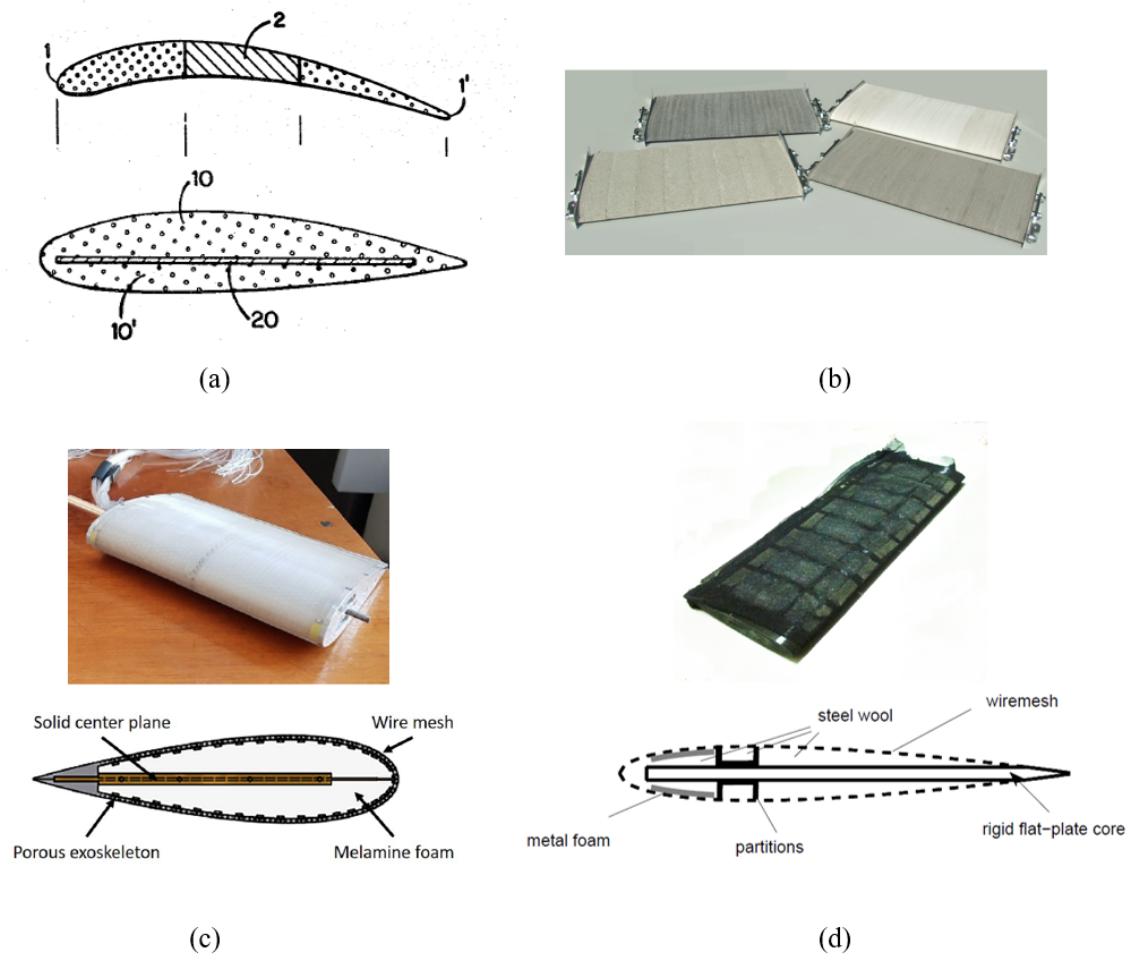 2
1
1'
10
10'
20
(a)
(b)
Solid center plane
Wire mesh
Porous exoskeleton
Melamine foam
(c)
steel wool
wiremesh
metal foam
partitions
rigid flat-plate core
(d)